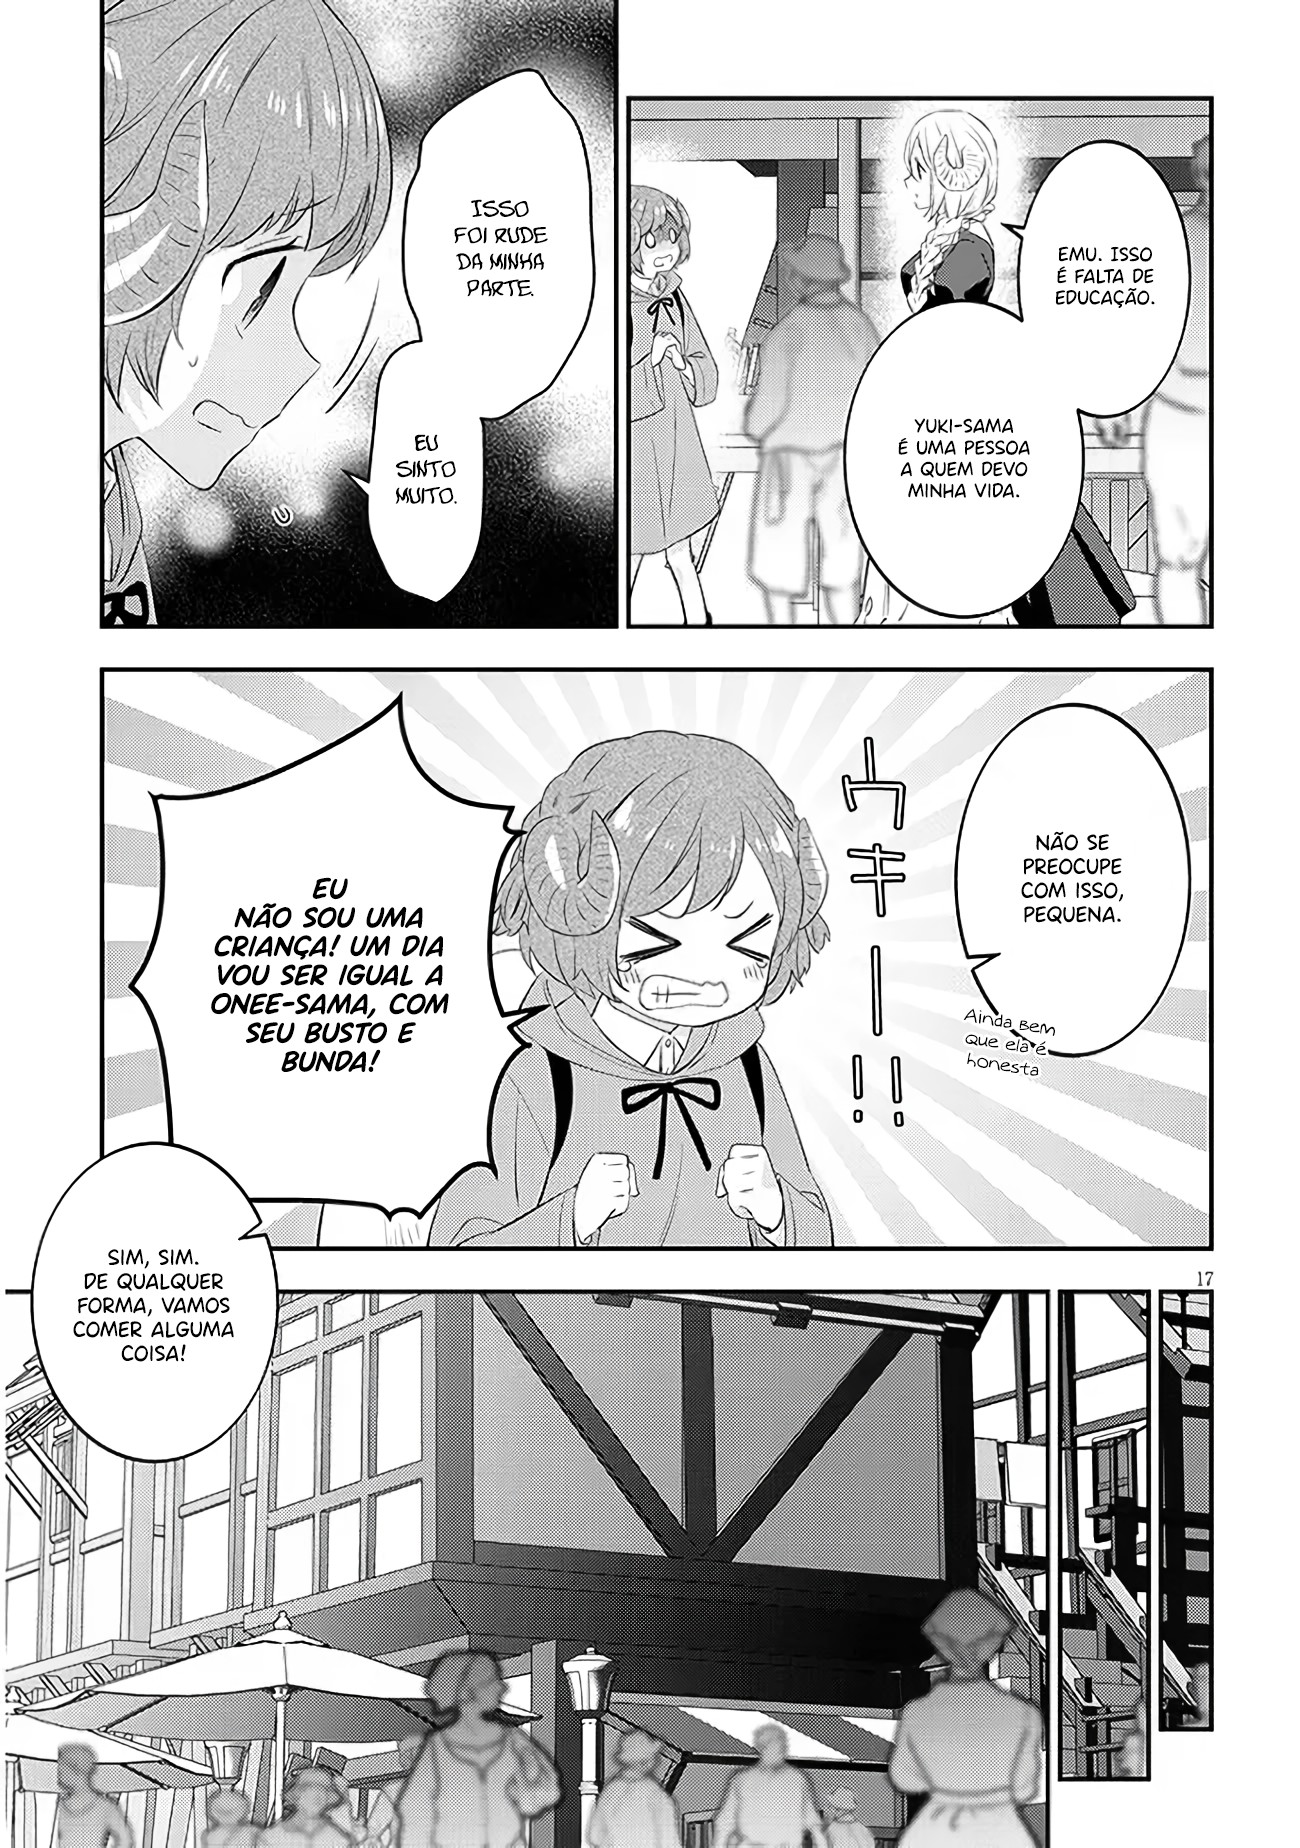 EMU. ISSO
É FALTA DE
EDUCAÇÃO.
YUKI-SAMA
É UMA PESSOA
A QUEM DEVO
MINHA VIDA.
ISSO
FOI RUDE
DA MINHA
PARTE.
EU
SINTO
MUITO.
NÃO SE
PREOCUPE
COM ISSO,
PEQUENA.
Ainda bem
que ela é
honesta
ウキーー!!
EU
NÃO SOU UMA
CRIANÇA! UM DIA
VOU SER IGUAL A
ONEE-SAMA, COM
SEU BUSTO E
BUNDA!
17
SIM, SIM.
DE QUALQUER
FORMA, VAMOS
COMER ALGUMA
COISA!